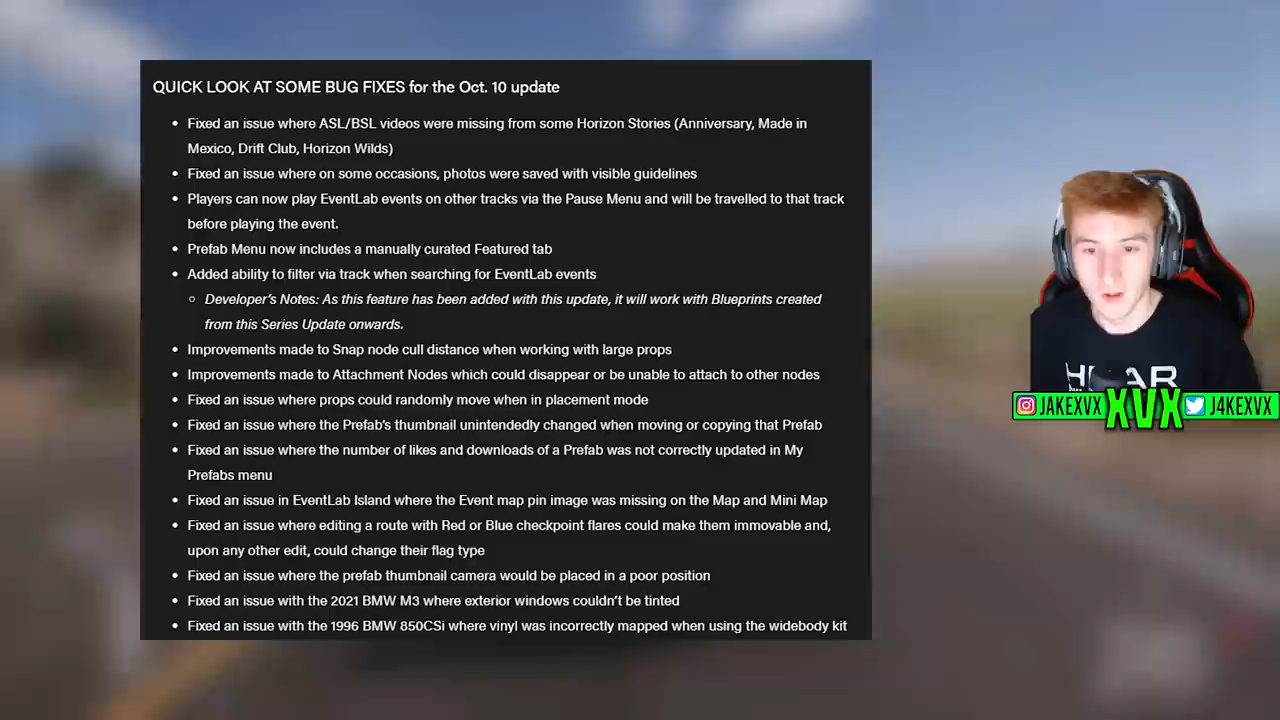 QUICK LOOK AT SOME BUG FIXES for the Oct. 10 update
• Fixed an issue where ASL/BSL videos were missing from some Horizon Stories (Anniversary, Made in
Mexico, Drift Club, Horizon Wilds)
• Fixed an issue where on some occasions, photos were saved with visible guidelines
• Players can now play EventLab events on other tracks via the Pause Menu and will be travelled to that track
before playing the event.
• Prefab Menu now includes a manually curated Featured tab
• Added ability to filter via track when searching for EventLab events
○ Developer's Notes: As this feature has been added with this update, it will work with Blueprints created
from this Series Update onwards.
• Improvements made to Snap node cull distance when working with large props
• Improvements made to Attachment Nodes which could disappear or be unable to attach to other nodes
• Fixed an issue where props could randomly move when in placement mode
• Fixed an issue where the Prefab's thumbnail unintendedly changed when moving or copying that Prefab
• Fixed an issue where the number of likes and downloads of a Prefab was not correctly updated in My
Prefabs menu
• Fixed an issue in EventLab Island where the Event map pin image was missing on the Map and Mini Map
• Fixed an issue where editing a route with Red or Blue checkpoint flares could make them immovable and,
upon any other edit, could change their flag type
• Fixed an issue where the prefab thumbnail camera would be placed in a poor position
• Fixed an issue with the 2021 BMW M3 where exterior windows couldn't be tinted
• Fixed an issue with the 1996 BMW 850CSi where vinyl was incorrectly mapped when using the widebody kit
JAKEXVX XVX J4KEXVX